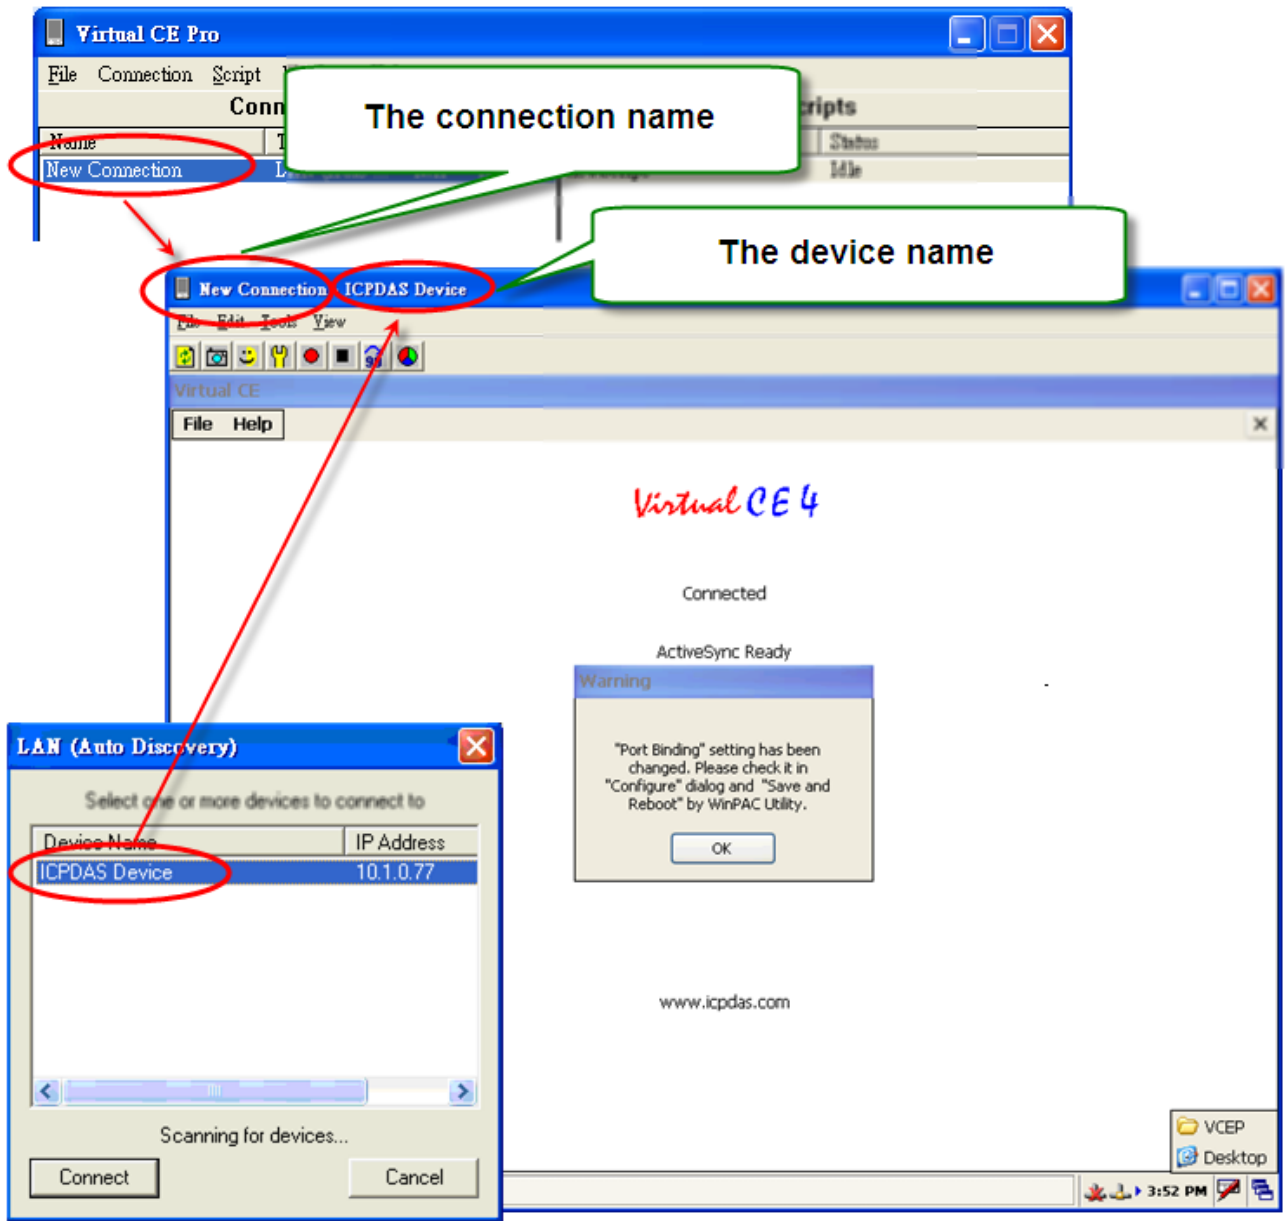 Virtual CE Pro
File Connection Script
The connection name
Name Status
New Connection Idle
The device name
New Connection - ICPDAS Device
File Edit Tools View
Virtual CE
File Help
Virtual CE 4
Connected
ActiveSync Ready
Warning
"Port Binding" setting has been
changed. Please check it in
"Configure" dialog and "Save and
Reboot" by WinPAC Utility.
OK
www.icpdas.com
LAN (Auto Discovery)
Select one or more devices to connect to
Device Name IP Address
ICPDAS Device 10.1.0.77
Scanning for devices...
Connect Cancel
VCEP
Desktop
3:52 PM